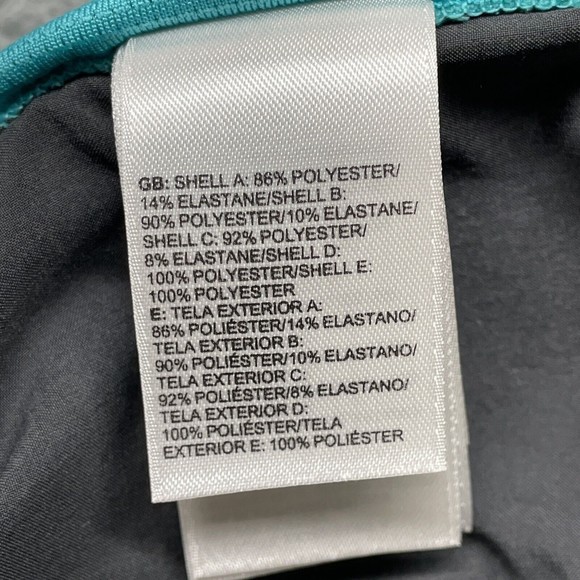 GB: SHELL A: 86% POLYESTER/
14% ELASTANE/SHELL B:
90% POLYESTER/10% ELASTANE/
SHELL C: 92% POLYESTER/
8% ELASTANE/SHELL D:
100% POLYESTER/SHELL E:
100% POLYESTER
E: TELA EXTERIOR A:
86% POLIÉSTER/14% ELASTANO/
TELA EXTERIOR B:
90% POLIÉSTER/10% ELASTANO/
TELA EXTERIOR C:
92% POLIÉSTER/8% ELASTANO/
TELA EXTERIOR D:
100% POLIÉSTER/TELA
EXTERIOR E: 100% POLIÉSTER